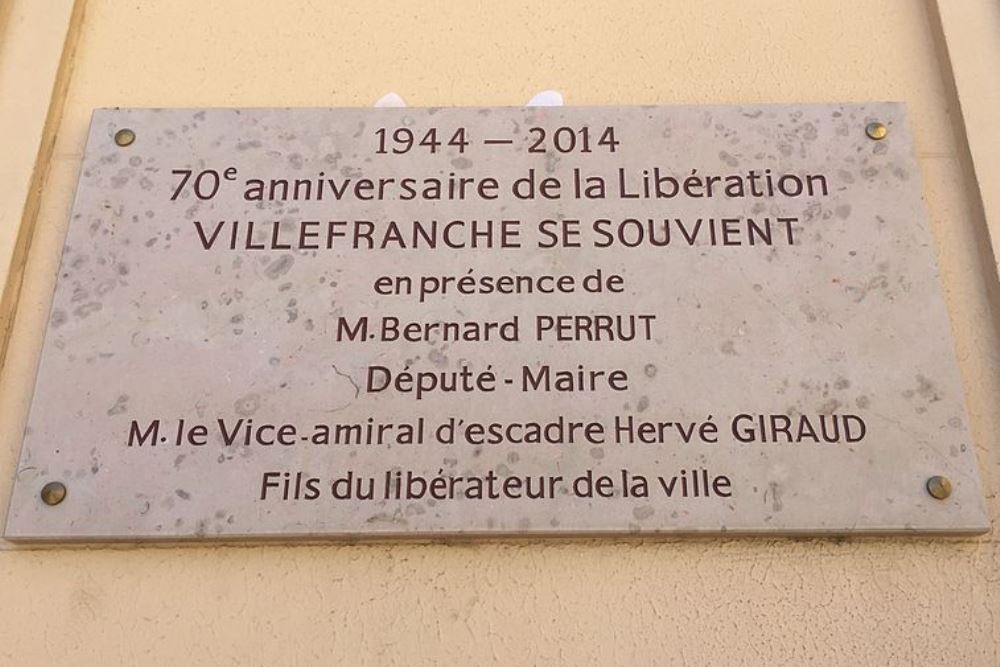 1944 — 2014
70e anniversaire de la Libération
VILLEFRANCHE SE SOUVIENT
en présence de
M. Bernard PERRUT
Député - Maire
M. le Vice-amiral d'escadre Hervé GIRAUD
Fils du libérateur de la ville